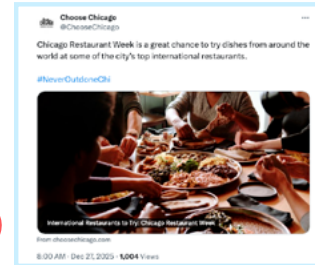 Choose Chicago
@ChooseChicago
Chicago Restaurant Week is a great chance to try dishes from around the
world at some of the city's top international restaurants.
#NeverOutdoneChi
International Restaurants to Try: Chicago Restaurant Week
From choosechicago.com
8:00 AM · Dec 21, 2025 · 1,004 Views